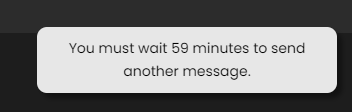 You must wait 59 minutes to send
another message.